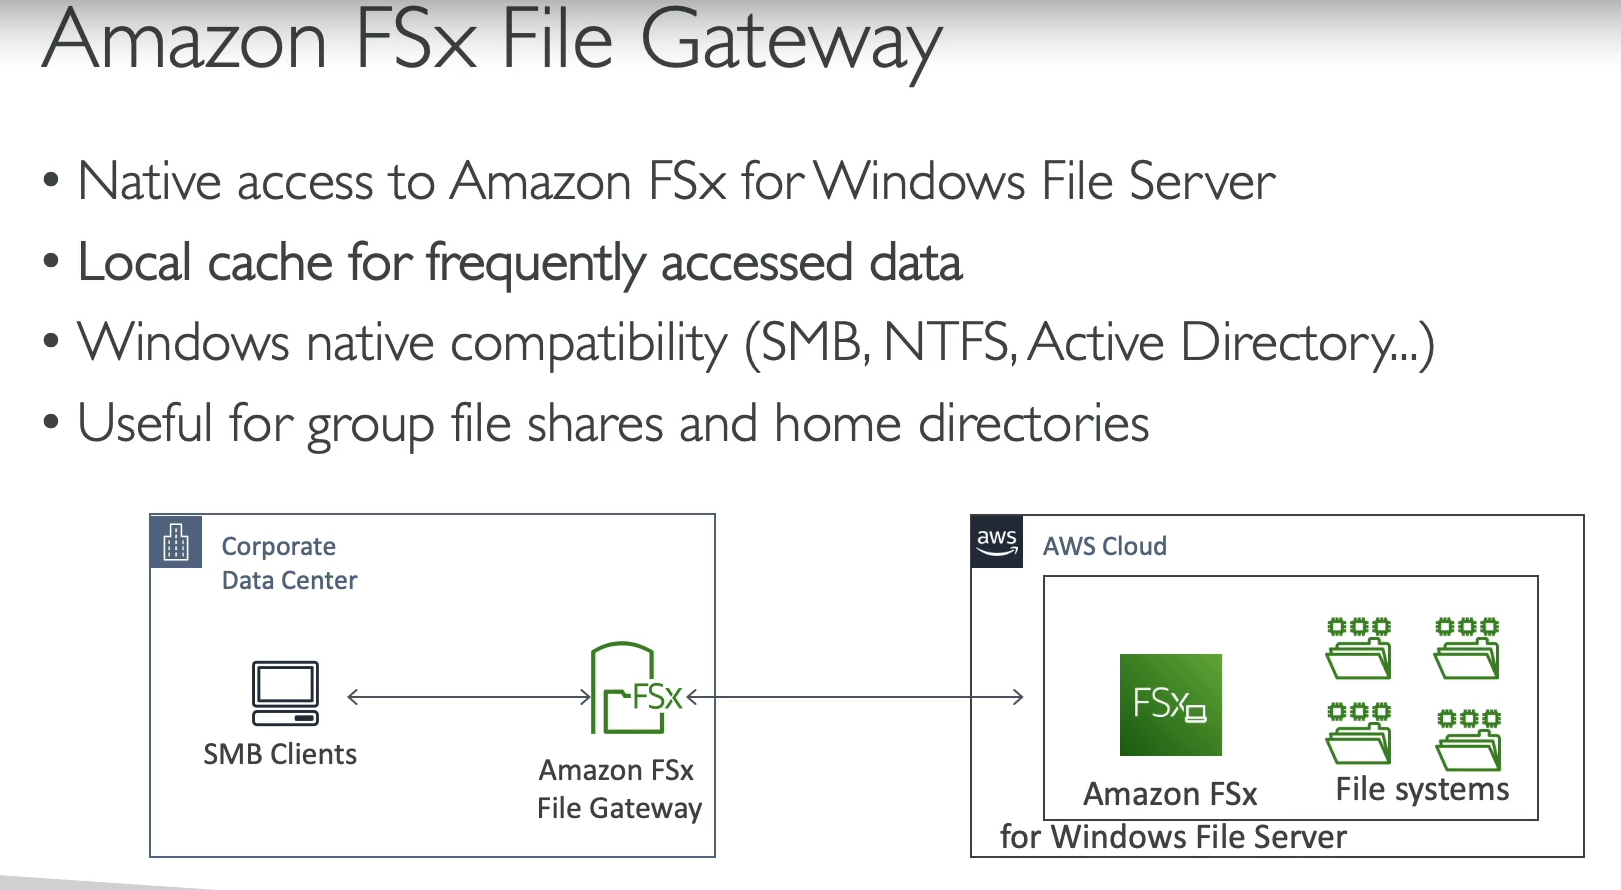 Amazon FSx File Gateway
• Native access to Amazon FSx for Windows File Server
• Local cache for frequently accessed data
• Windows native compatibility (SMB, NTFS, Active Directory...)
• Useful for group file shares and home directories
Corporate
Data Center
SMB Clients
FSx
Amazon FSx
File Gateway
aws
AWS Cloud
FSx
Amazon FSx
for Windows File Server
File systems